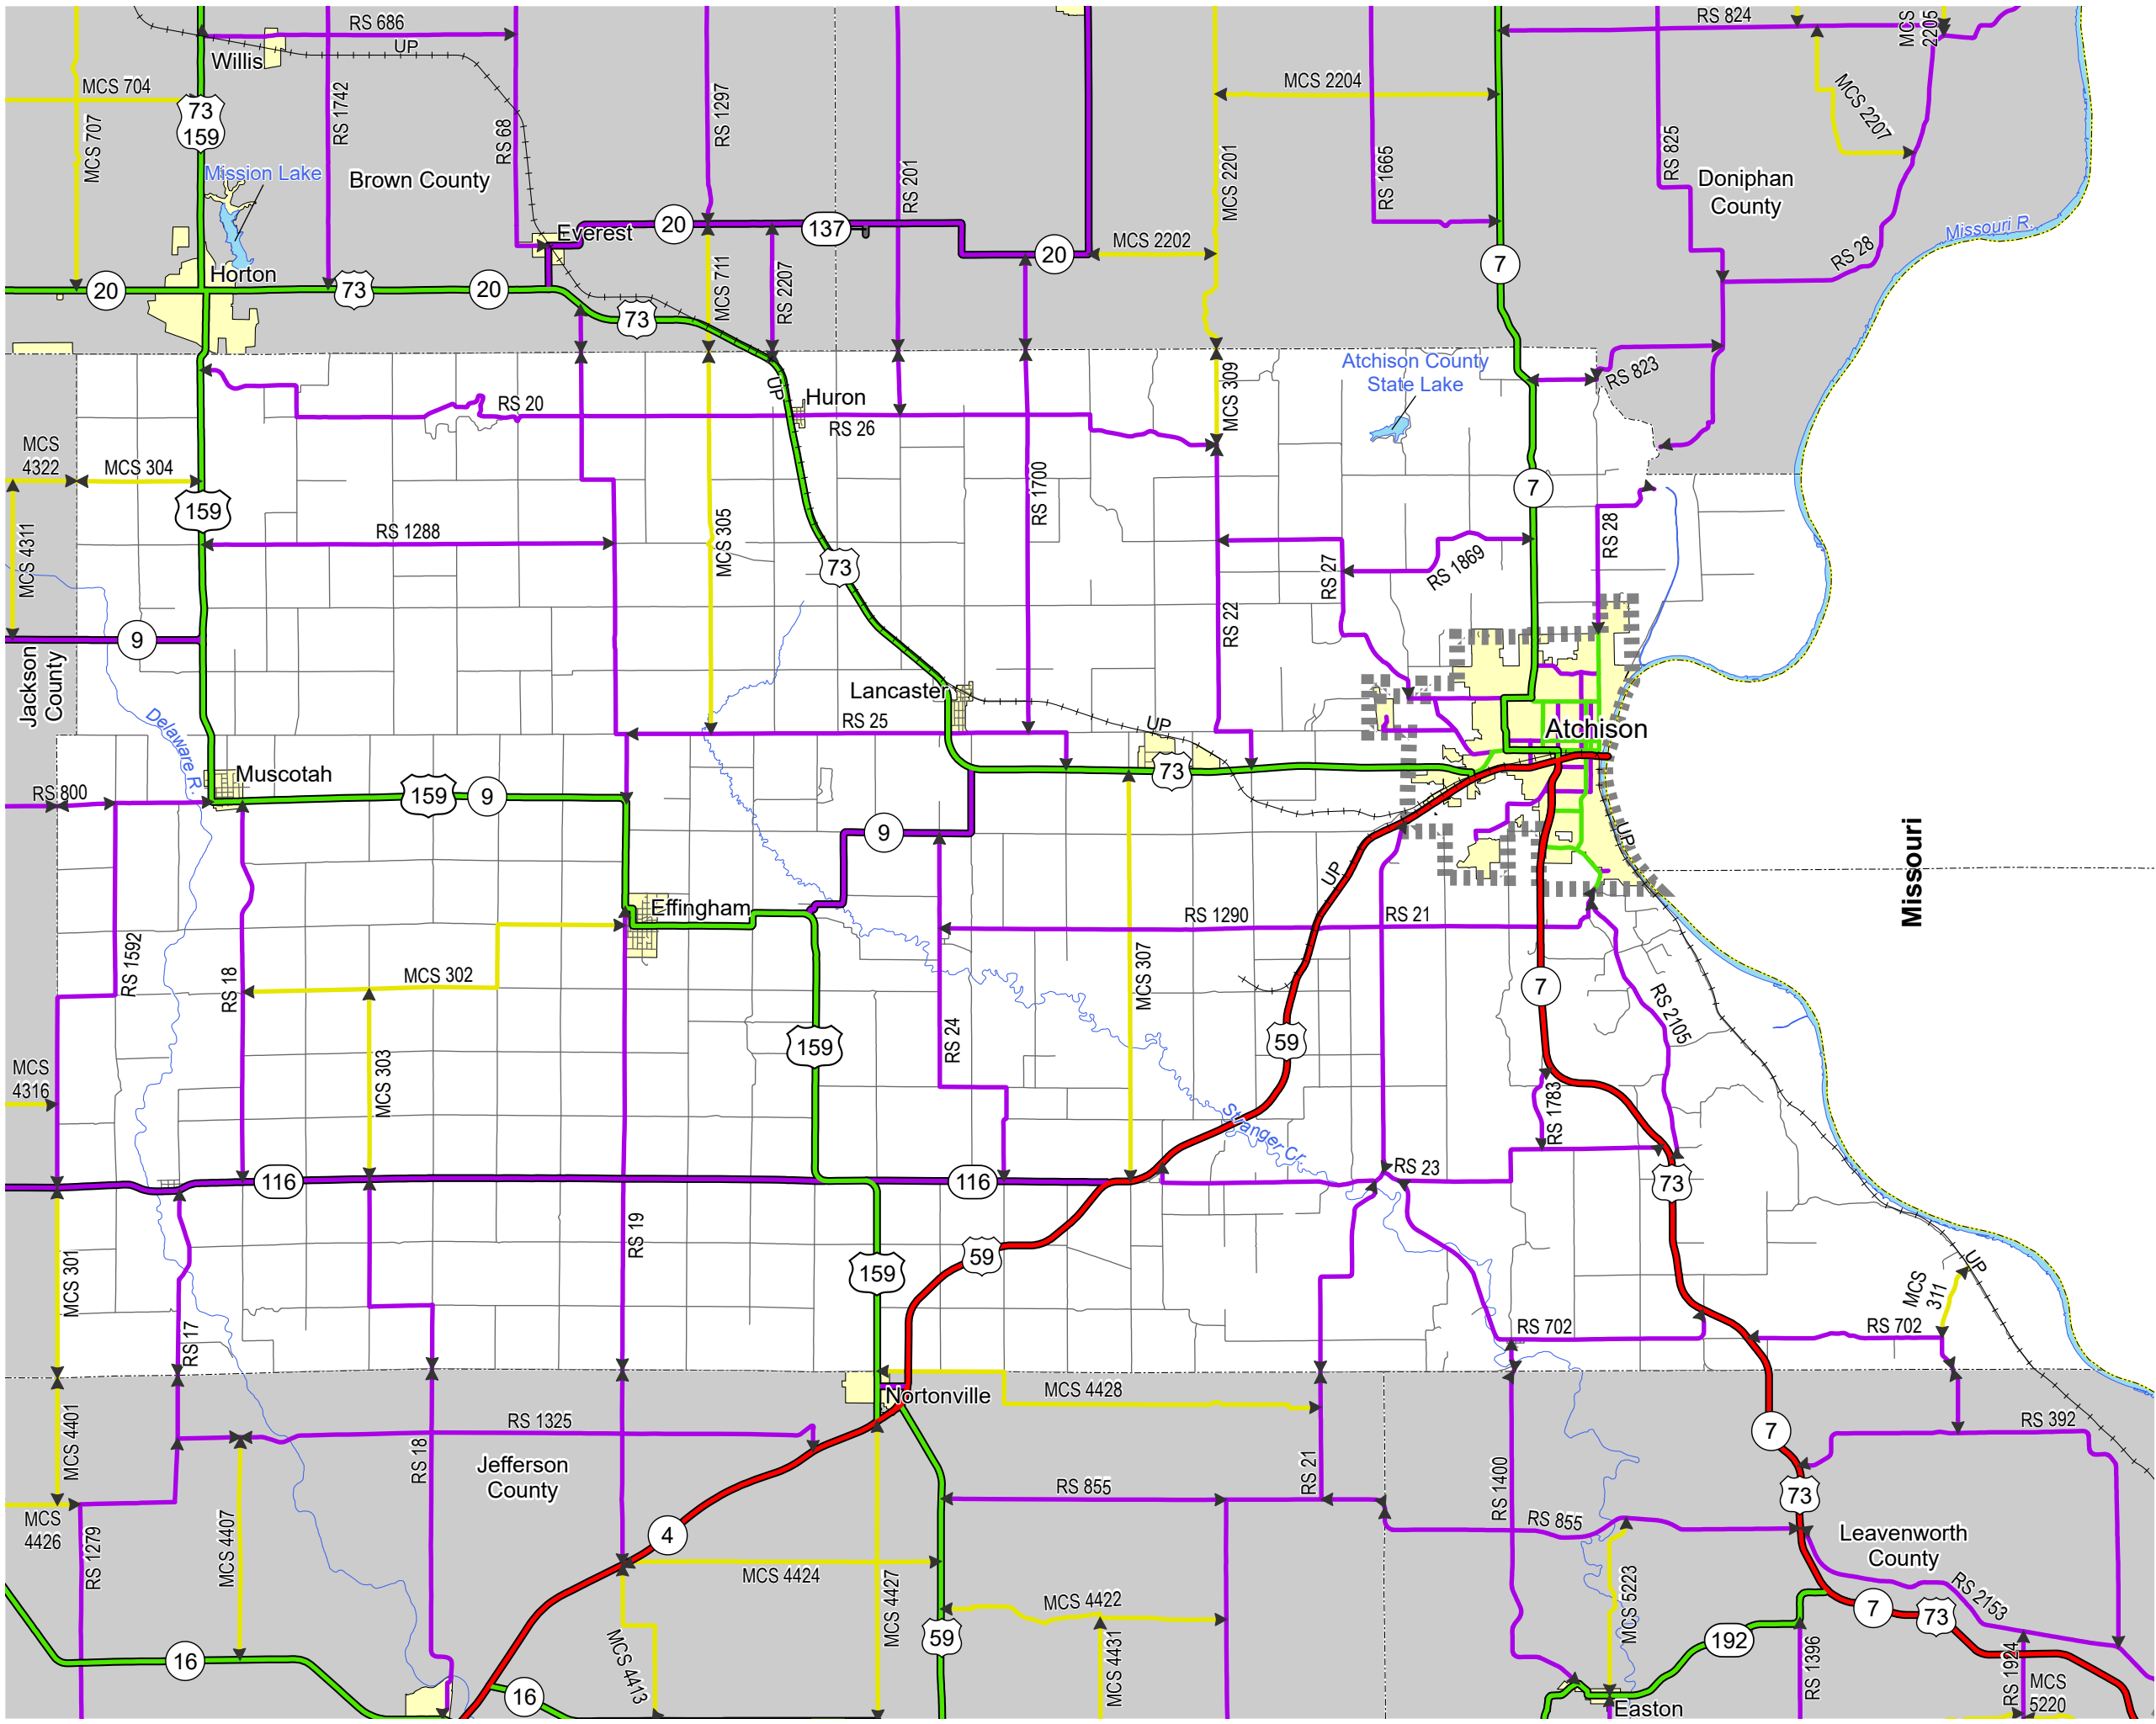 RS 686
UP
Willis
MCS 704
MCS 707
73
159
RS 1742
RS 68
Mission Lake
Brown County
RS 1297
RS 201
MCS 2201
MCS 2204
RS 1665
RS 824
MCS
2205
MCS 2207
RS 825
Doniphan
County
Missouri R.
RS 28
Horton
20
73
20
Everest
20
137
20
MCS 2202
7
73
MCS 711
RS 2207
UP
Huron
RS 20
RS 26
MCS 309
Atchison County
State Lake
RS 823
MCS
4322
MCS 304
MCS 4311
159
RS 1288
MCS 305
73
RS 1700
RS 22
RS 27
RS 1869
7
RS 28
9
Jackson
County
Delaware R.
Lancaster
RS 25
UP
73
Atchison
Muscotah
RS 800
159
9
9
UP
UP
Missouri
Effingham
RS 1592
RS 18
MCS 302
MCS 303
159
RS 24
RS 1290
RS 21
MCS 307
59
7
RS 2105
MCS
4316
Stranger Cr.
RS 1783
116
116
RS 23
73
RS 19
159
59
MCS 301
RS 17
RS 702
RS 702
MCS
311
UP
Nortonville
MCS 4428
MCS 4401
RS 1325
RS 18
Jefferson
County
RS 21
RS 1400
7
RS 392
RS 855
73
RS 855
Leavenworth
County
MCS
4426
RS 1279
MCS 4407
4
MCS 4424
MCS 4427
MCS 4422
MCS 4431
MCS 4413
59
MCS 5223
RS 2153
7
73
192
RS 1396
RS 1924
MCS
5220
16
16
Easton